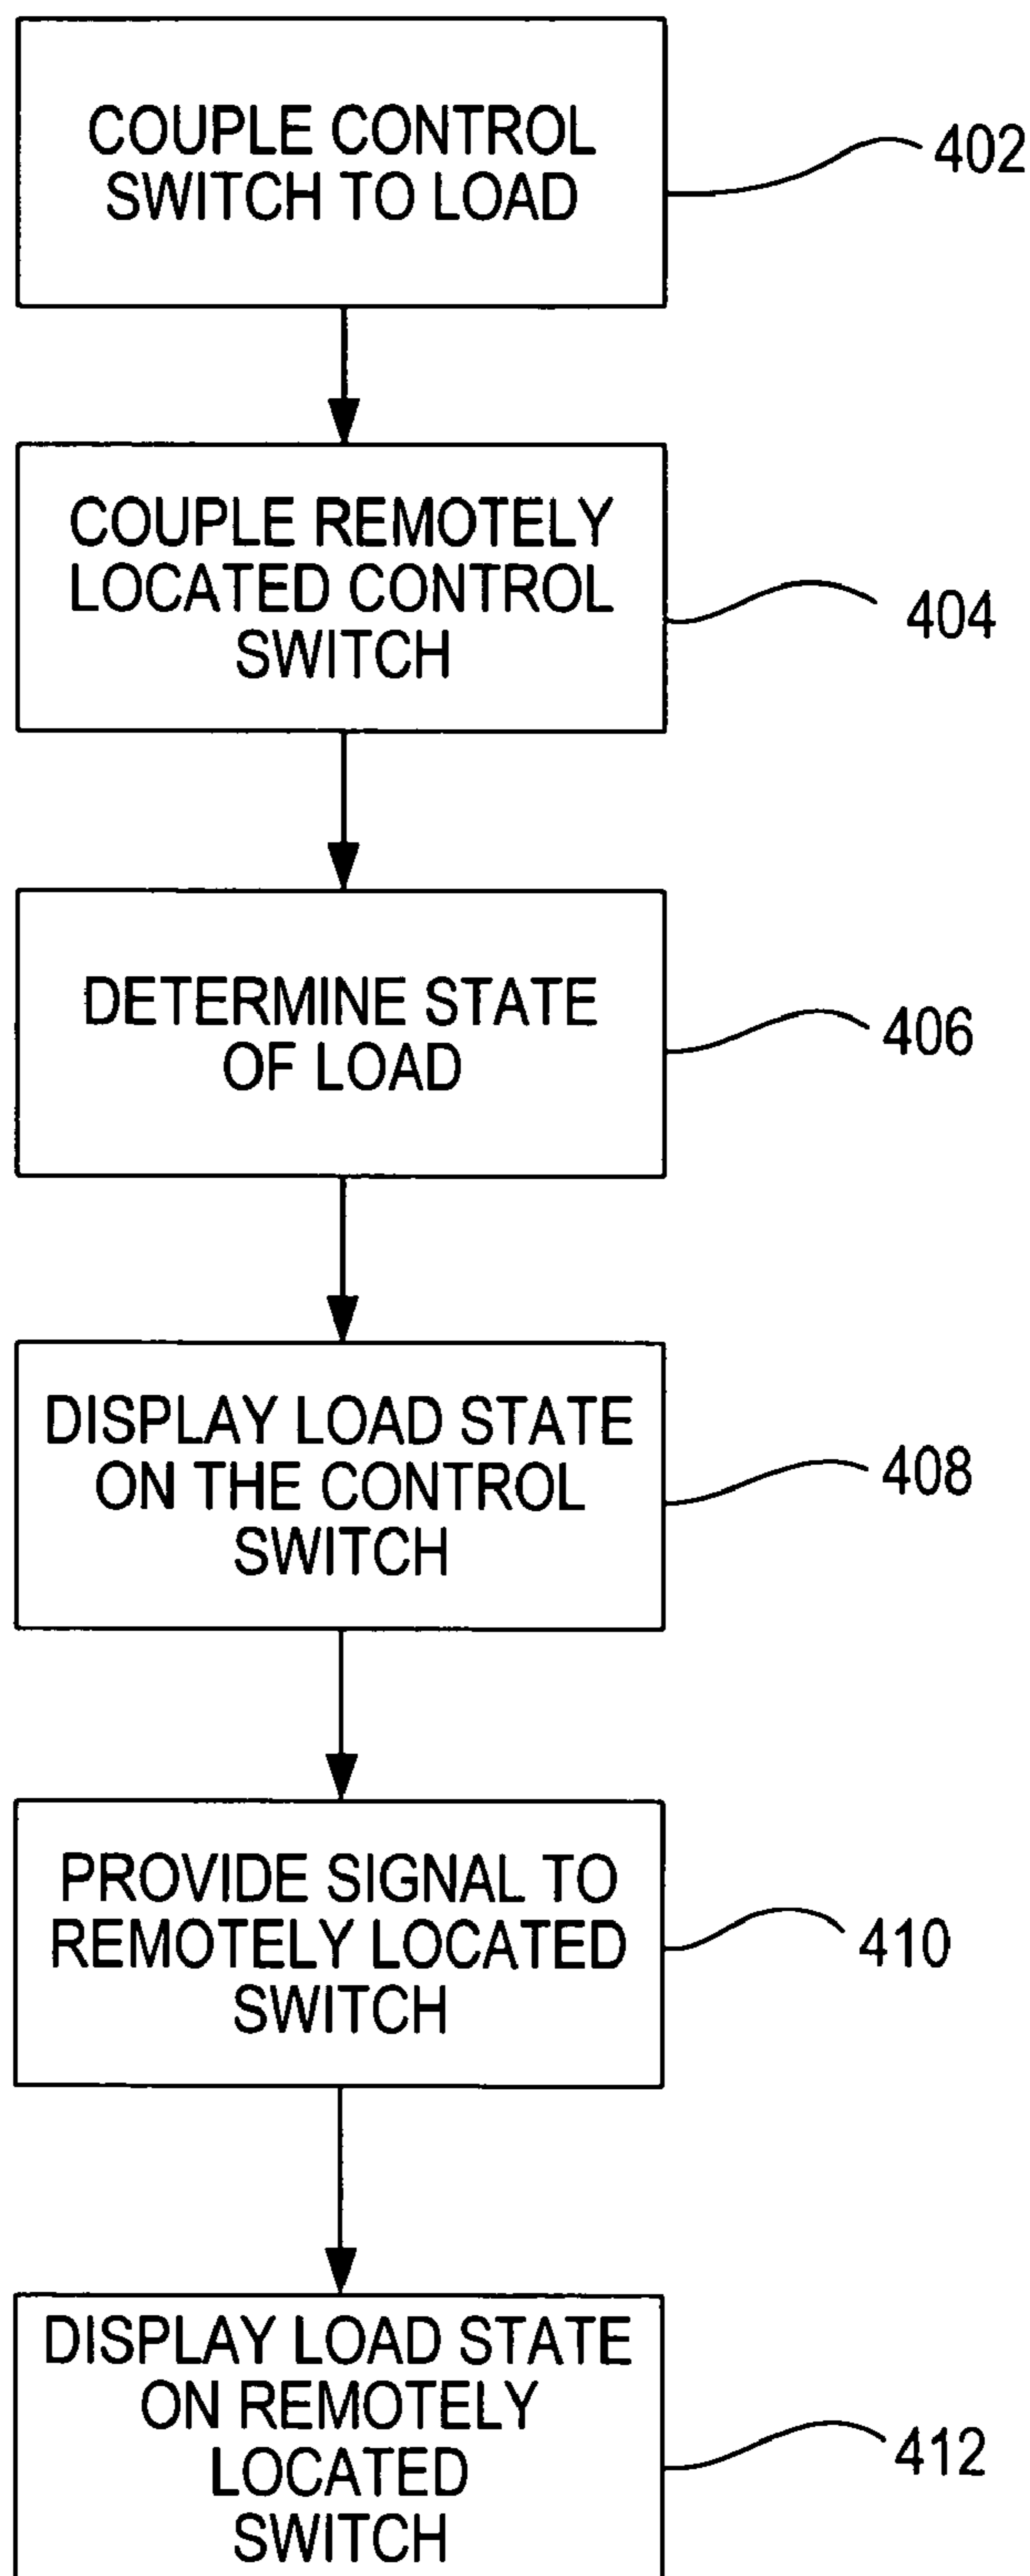 COUPLE CONTROL
SWITCH TO LOAD
402
COUPLE REMOTELY
LOCATED CONTROL
SWITCH
404
DETERMINE STATE
OF LOAD
406
DISPLAY LOAD STATE
ON THE CONTROL
SWITCH
408
PROVIDE SIGNAL TO
REMOTELY LOCATED
SWITCH
410
DISPLAY LOAD STATE
ON REMOTELY
LOCATED
SWITCH
412